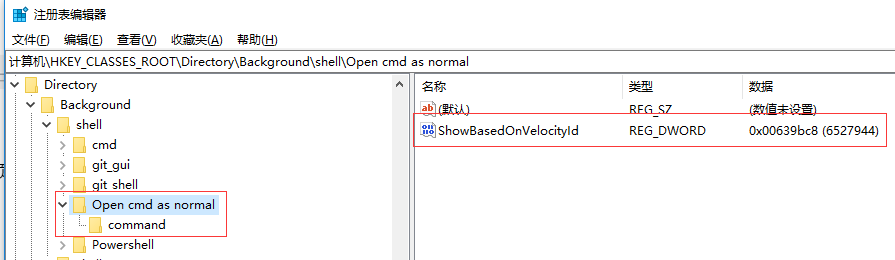 注册表编辑器
文件(F) 编辑(E) 查看(V) 收藏夹(A) 帮助(H)
计算机\HKEY_CLASSES_ROOT\Directory\Background\shell\Open cmd as normal
Directory
Background
shell
cmd
git_gui
git_shell
Open cmd as normal
command
Powershell
名称 类型 数据
ab (默认) REG_SZ (数值未设置)
ShowBasedOnVelocityId REG_DWORD 0x00639bc8 (6527944)